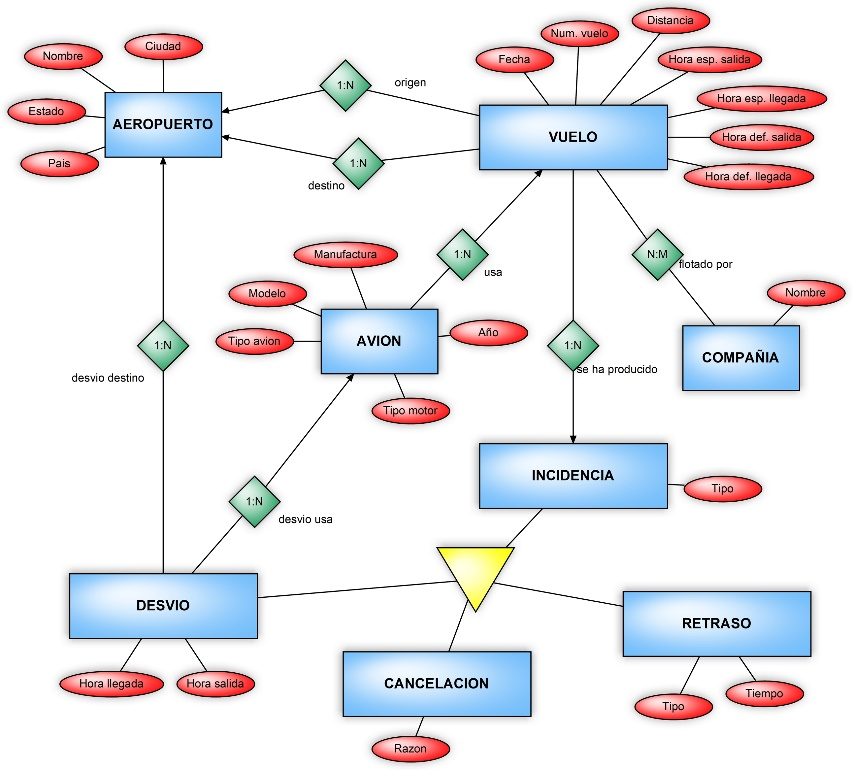 Nombre
Ciudad
Estado
Pais
AEROPUERTO
1:N
origen
1:N
destino
Fecha
Num. vuelo
Distancia
Hora esp. salida
Hora esp. llegada
Hora def. salida
Hora def. llegada
VUELO
1:N
usa
N:M
flotado por
Nombre
COMPAÑIA
Manufactura
Modelo
Tipo avion
AVION
Año
Tipo motor
1:N
desvio destino
1:N
se ha producido
1:N
desvio usa
INCIDENCIA
Tipo
DESVIO
Hora llegada
Hora salida
CANCELACION
Razon
RETRASO
Tipo
Tiempo